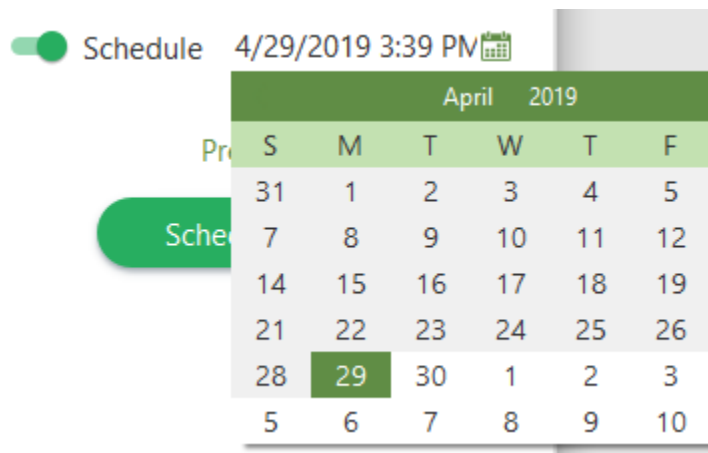 Schedule 4/29/2019 3:39 PM
April 2019
S M T W T F
31 1 2 3 4 5
7 8 9 10 11 12
14 15 16 17 18 19
21 22 23 24 25 26
28 29 30 1 2 3
5 6 7 8 9 10